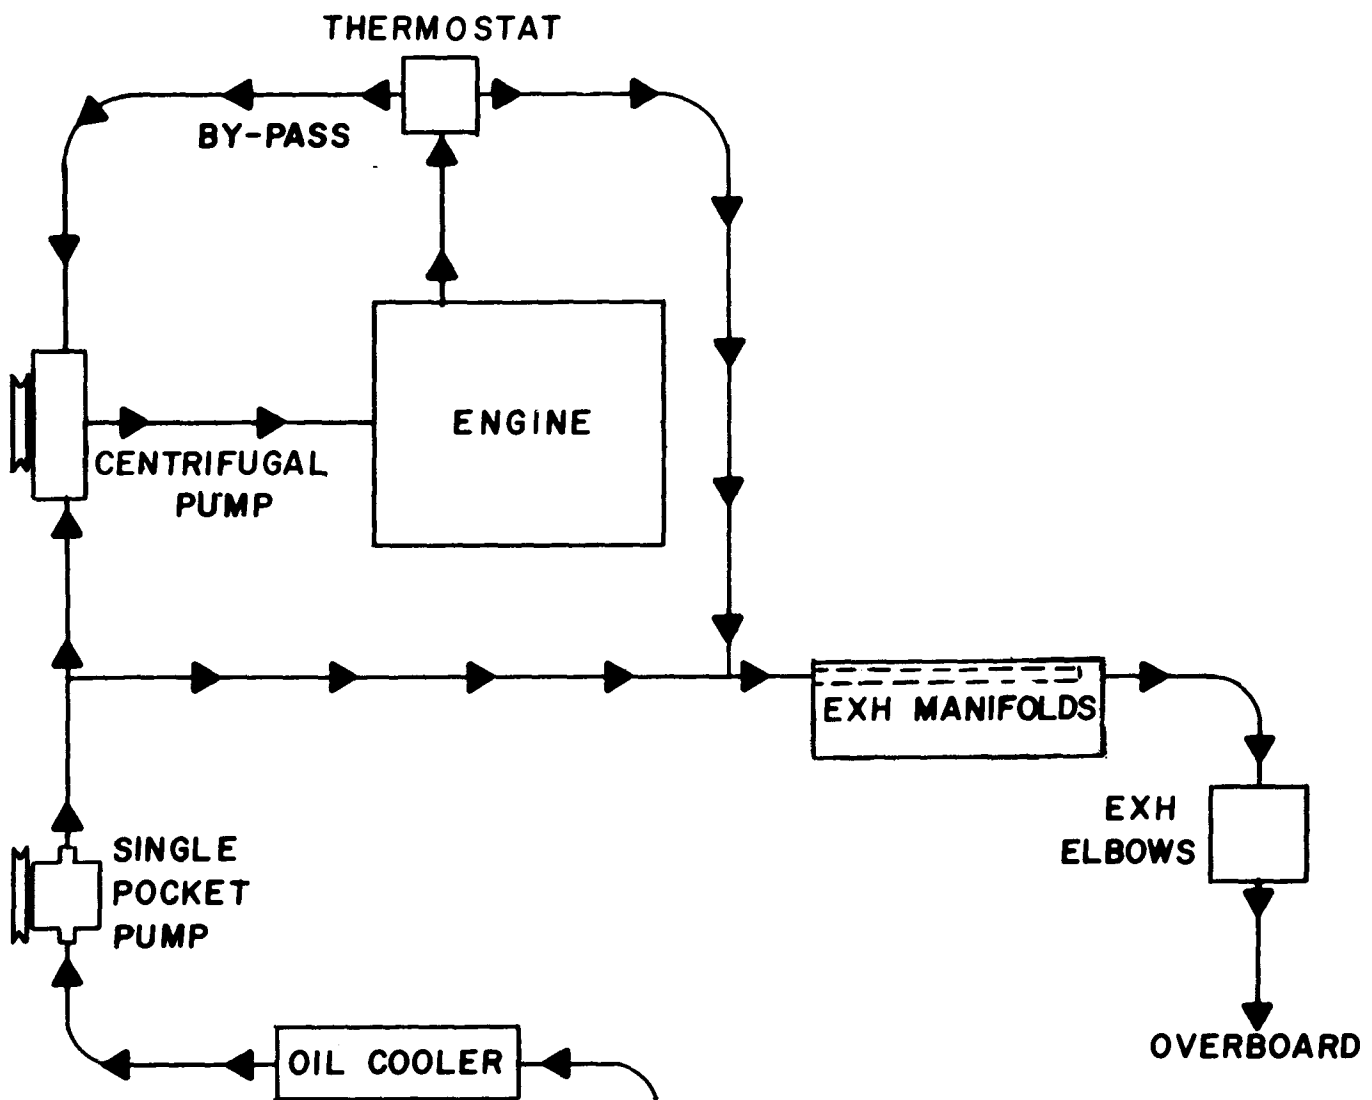 THERMOSTAT
BY-PASS
ENGINE
CENTRIFUGAL
PUMP
EXH MANIFOLDS
SINGLE
POCKET
PUMP
EXH
ELBOWS
OIL COOLER
OVERBOARD